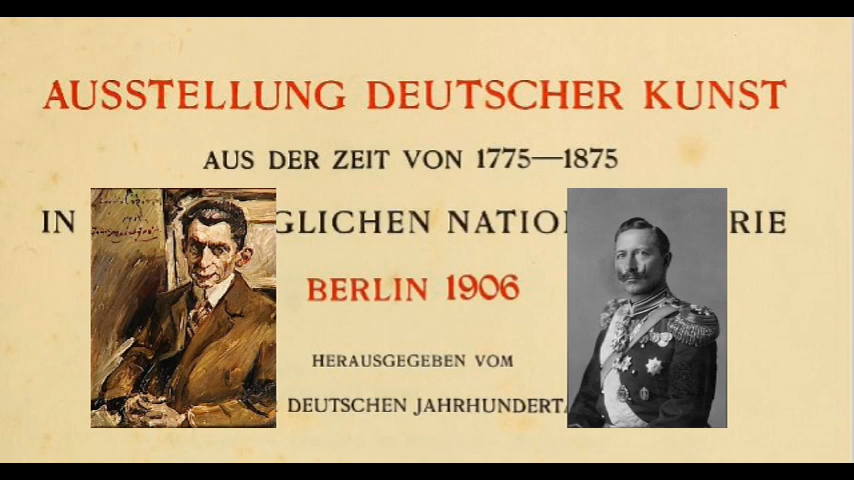 AUSSTELLUNG DEUTSCHER KUNST
AUS DER ZEIT VON 1775—1875
IN GLICHEN NATIO RIE
BERLIN 1906
HERAUSGEGEBEN VOM
DEUTSCHEN JAHRHUNDERT